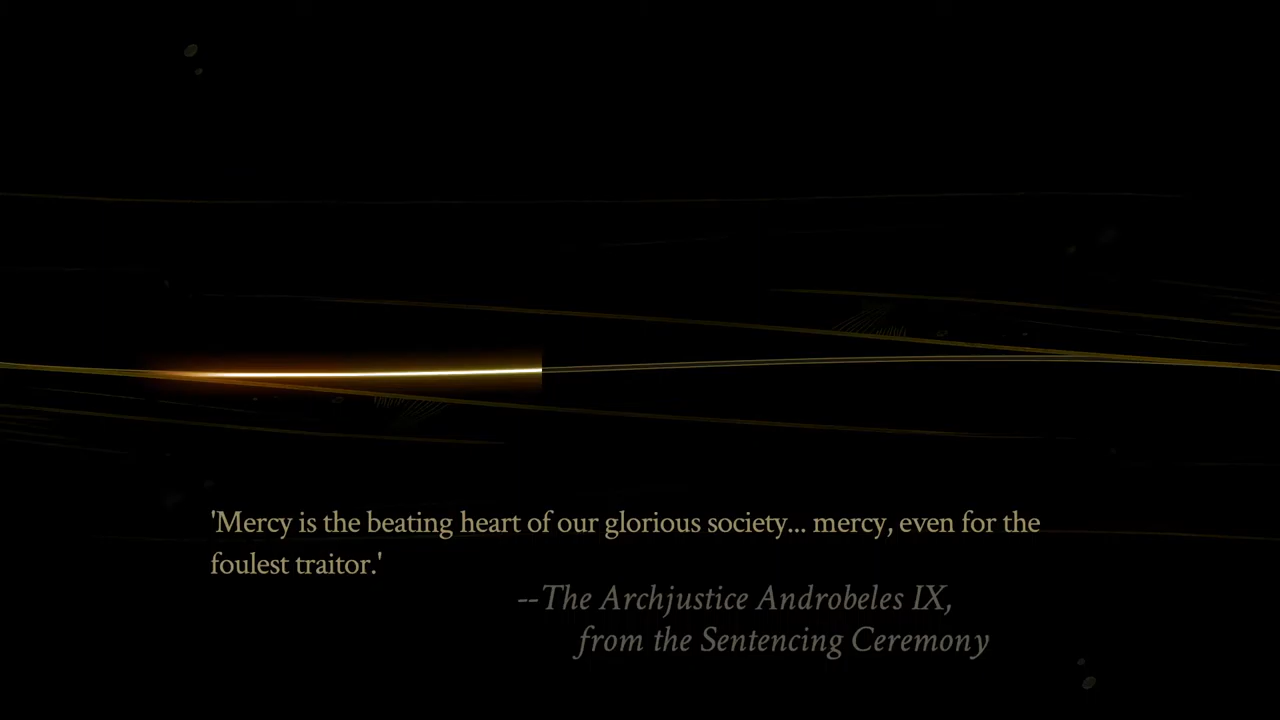 'Mercy is the beating heart of our glorious society... mercy, even for the
foulest traitor.'
--The Archjustice Androbeles IX,
from the Sentencing Ceremony